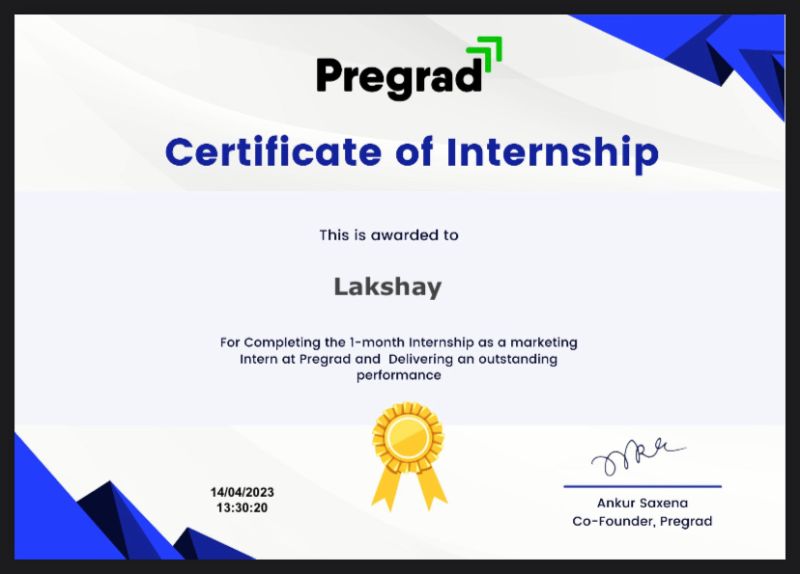 Pregrad
Certificate of Internship
This is awarded to
Lakshay
For Completing the 1-month Internship as a marketing
Intern at Pregrad and Delivering an outstanding
performance
14/04/2023
13:30:20
Ankur Saxena
Co-Founder, Pregrad